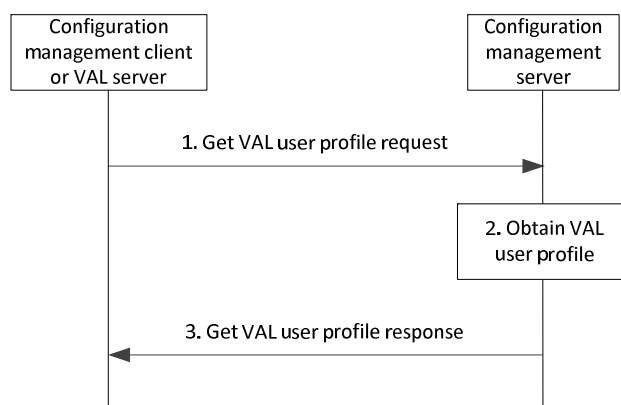 Configuration
management client
or VAL server
Configuration
management
server
1. Get VAL user profile request
2. Obtain VAL
user profile
3. Get VAL user profile response